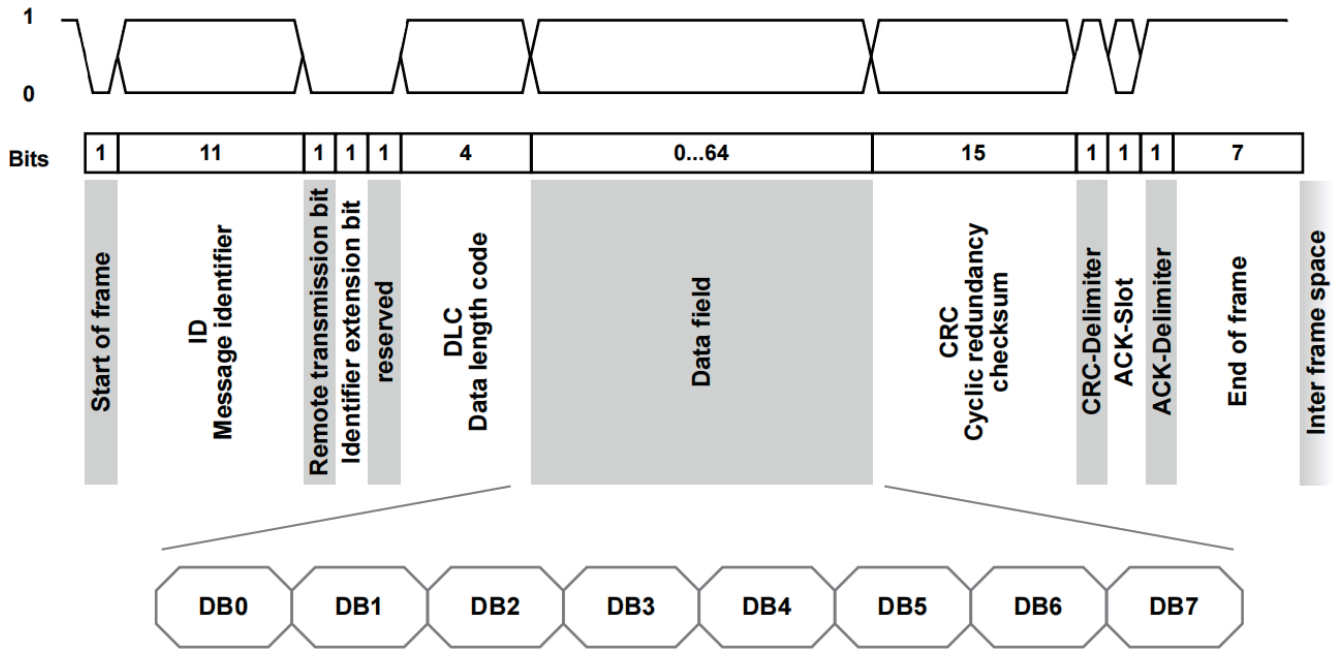 1
0
Bits
1
11
1
1
1
4
0...64
15
1
1
1
7
Start of frame
ID
Message identifier
Remote transmission bit
Identifier extension bit
reserved
DLC
Data length code
Data field
CRC
Cyclic redundancy
checksum
CRC-Delimiter
ACK-Slot
ACK-Delimiter
End of frame
Inter frame space
DB0
DB1
DB2
DB3
DB4
DB5
DB6
DB7